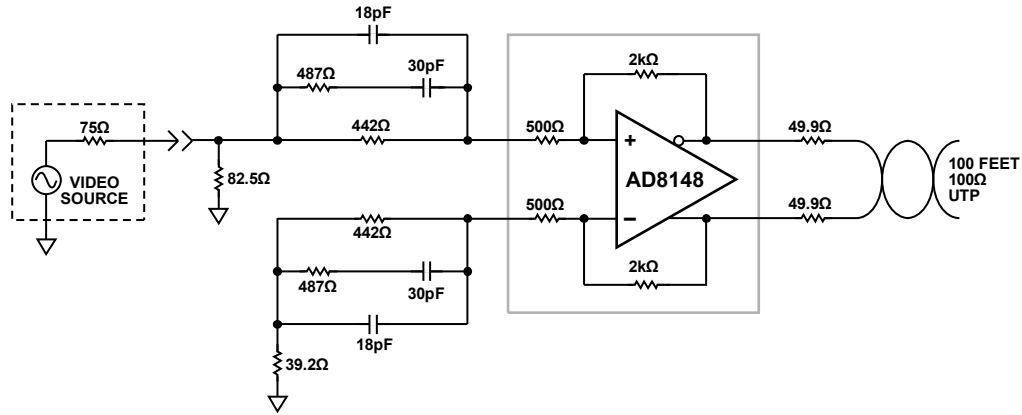 18pF
487Ω
30pF
442Ω
75Ω
VIDEO
SOURCE
82.5Ω
500Ω
2kΩ
+
AD8148
−
49.9Ω
49.9Ω
100 FEET
100Ω
UTP
442Ω
500Ω
487Ω
30pF
2kΩ
18pF
39.2Ω